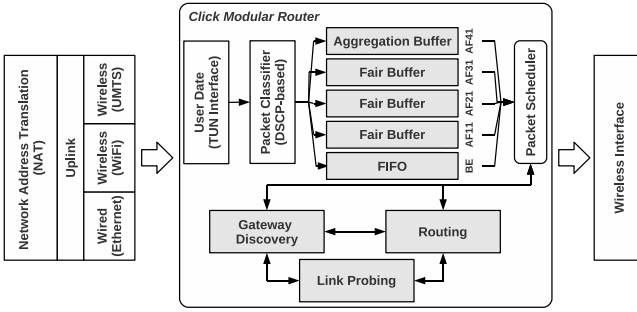 Click Modular Router
Network Address Translation
(NAT)
Uplink
Wireless
(UMTS)
Wireless
(WiFi)
Wired
(Ethernet)
User Date
(TUN Interface)
Packet Classifier
(DSCP-based)
Aggregation Buffer
AF41
Fair Buffer
AF31
Fair Buffer
AF21
Fair Buffer
AF11
FIFO
BE
Packet Scheduler
Gateway
Discovery
Routing
Link Probing
Wireless Interface